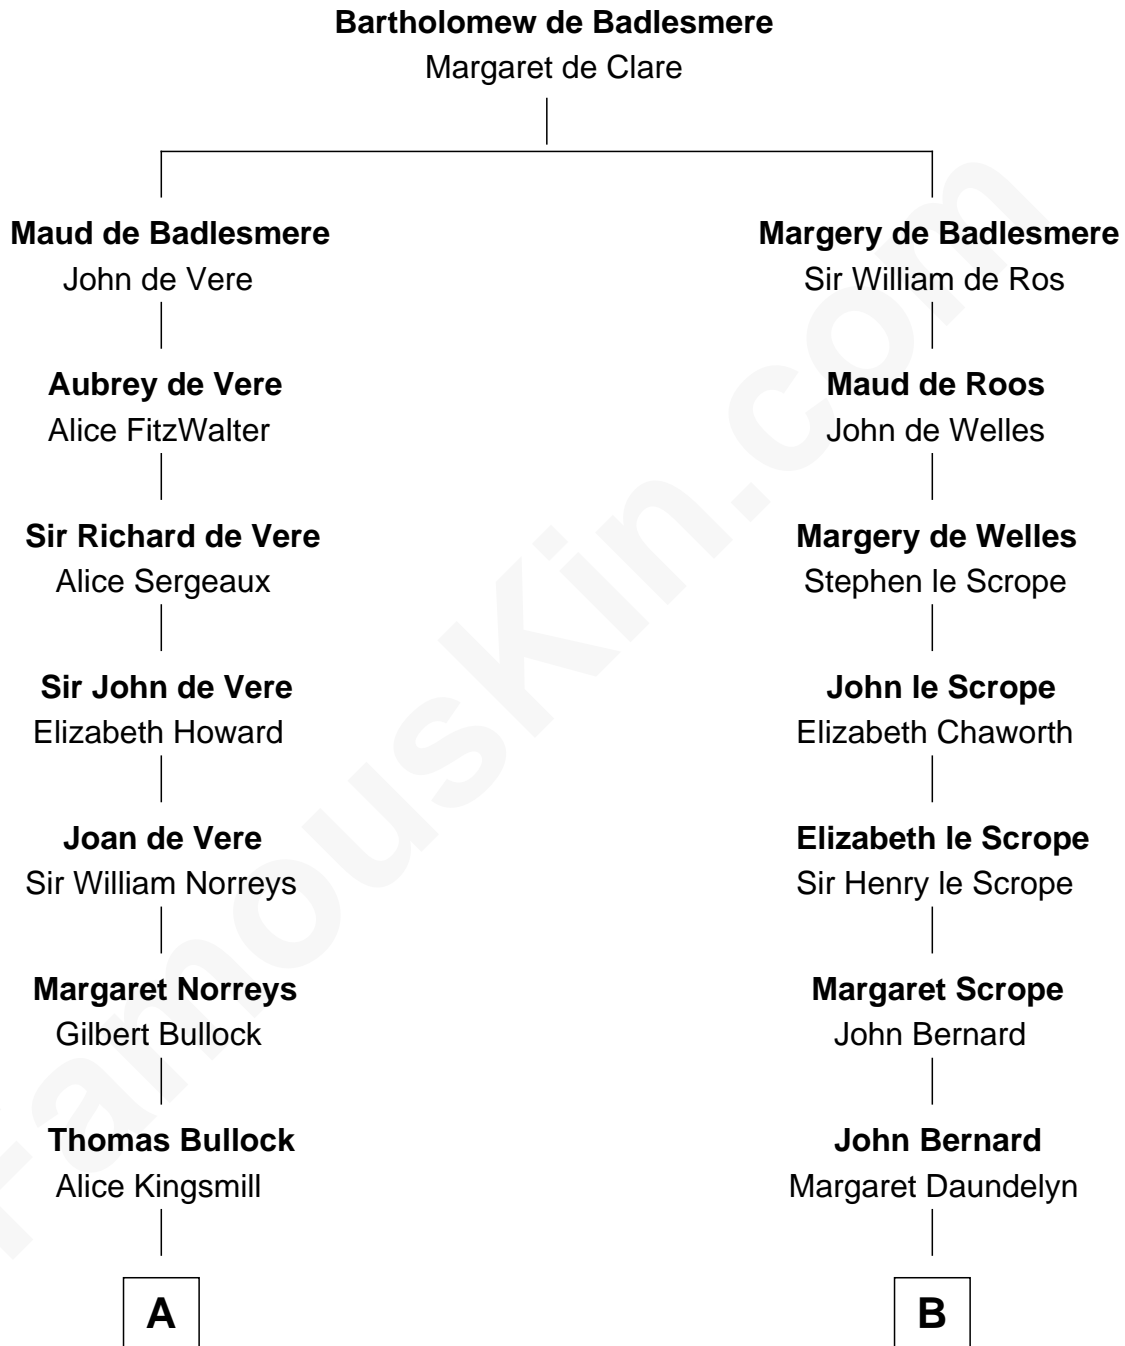 Bartholomew de Badlesmere
Margaret de Clare
Maud de Badlesmere
John de Vere
Margery de Badlesmere
Sir William de Ros
Aubrey de Vere
Alice FitzWalter
Maud de Roos
John de Welles
Sir Richard de Vere
Alice Sergeaux
Margery de Welles
Stephen le Scrope
Sir John de Vere
Elizabeth Howard
John le Scrope
Elizabeth Chaworth
Joan de Vere
Sir William Norreys
Elizabeth le Scrope
Sir Henry le Scrope
Margaret Norreys
Gilbert Bullock
Margaret Scrope
John Bernard
Thomas Bullock
Alice Kingsmill
John Bernard
Margaret Daundelyn
A
B
FamousKin.com